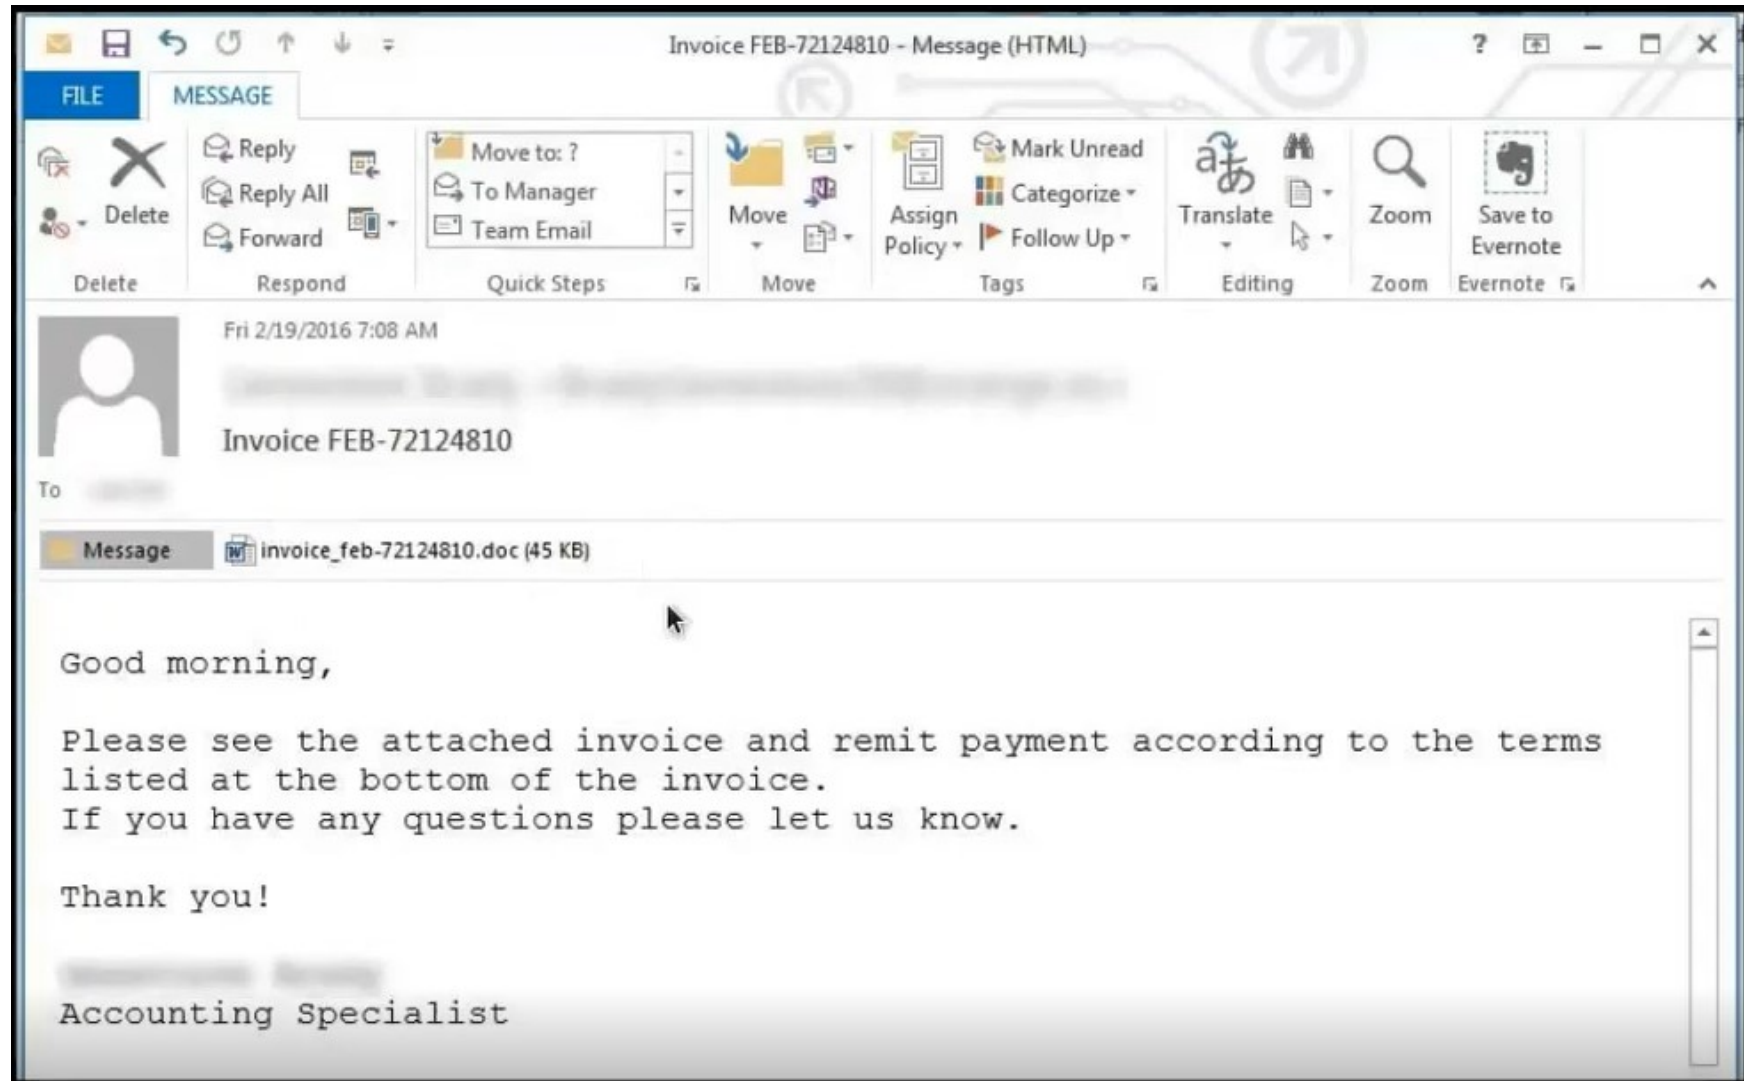 Invoice FEB-72124810 - Message (HTML)
?
FILE
MESSAGE
Delete
Reply
Reply All
Forward
Move to: ?
To Manager
Team Email
Move
Assign
Policy
Mark Unread
Categorize
Follow Up
Translate
Zoom
Save to
Evernote
Delete
Respond
Quick Steps
Move
Tags
Editing
Zoom
Evernote
Fri 2/19/2016 7:08 AM
Invoice FEB-72124810
To
Message
invoice_feb-72124810.doc (45 KB)
Good morning,
Please see the attached invoice and remit payment according to the terms
listed at the bottom of the invoice.
If you have any questions please let us know.
Thank you!
Accounting Specialist